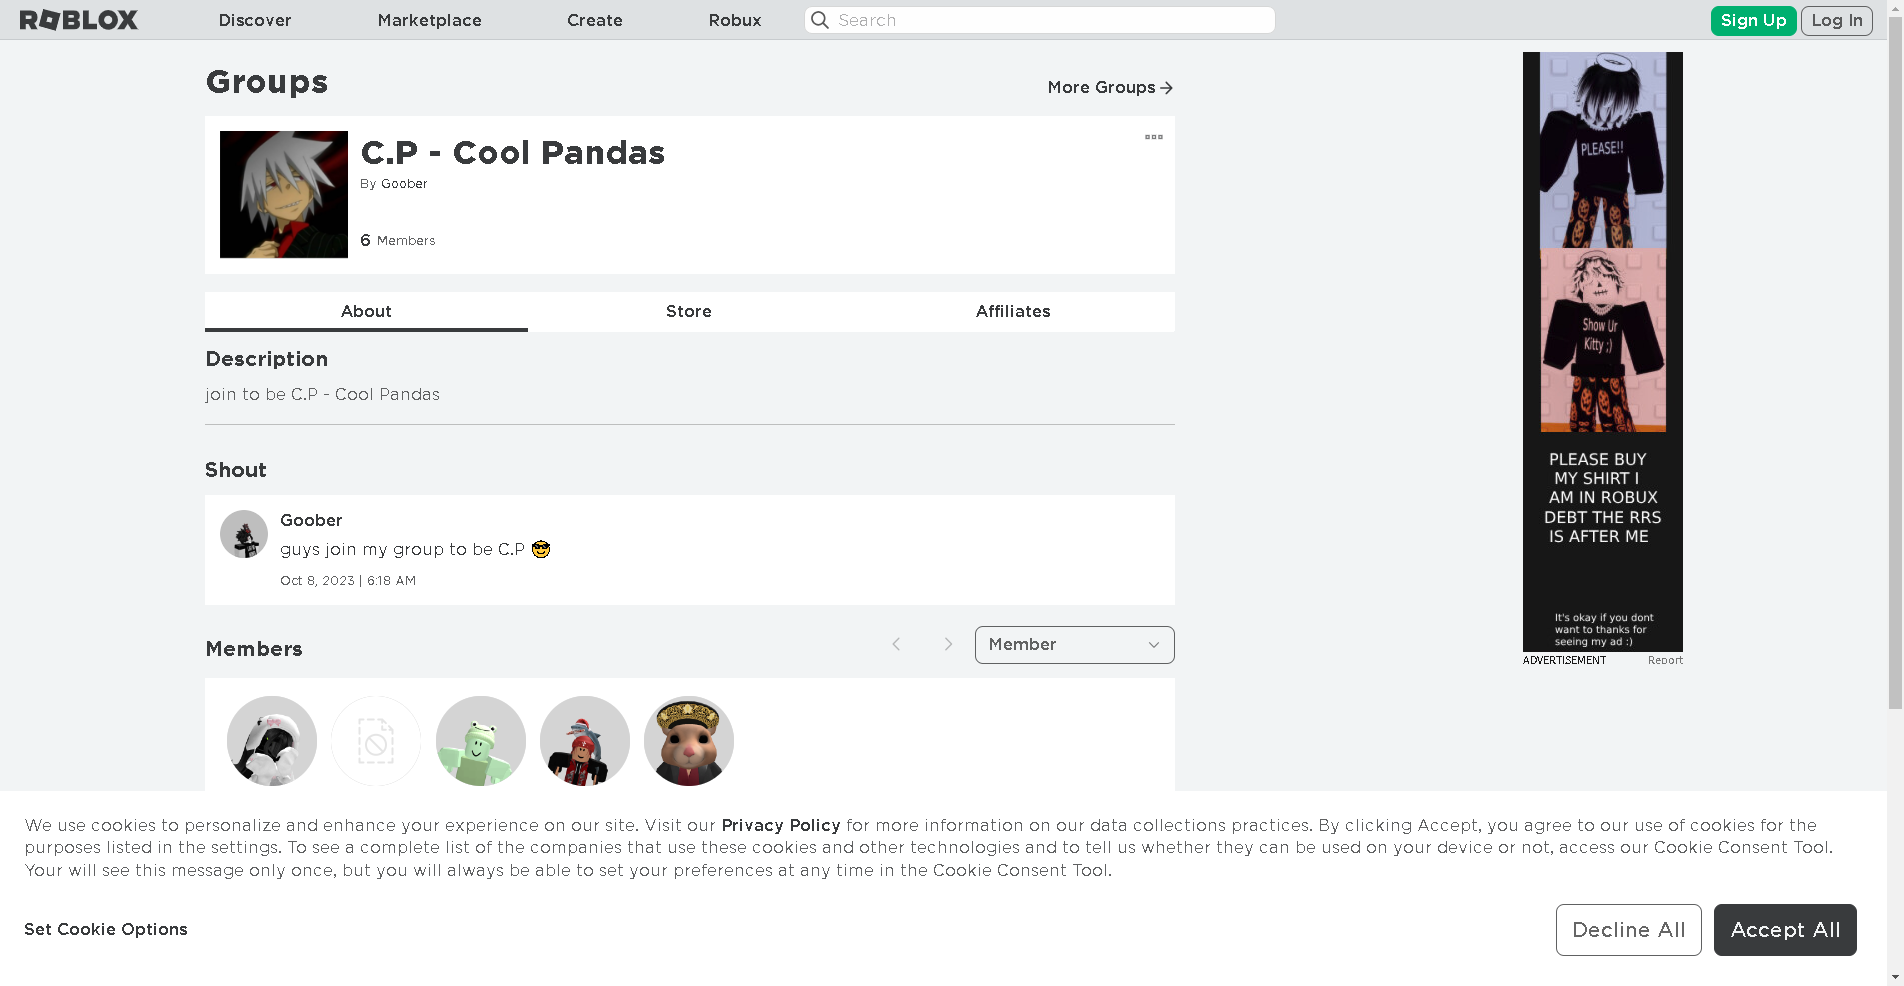 ROBLOX Discover Marketplace Create Robux Search Sign Up Log In
Groups
More Groups
C.P - Cool Pandas
By Goober
6 Members
About Store Affiliates
Description
join to be C.P - Cool Pandas
Shout
Goober
guys join my group to be C.P 😎
Oct 8, 2023 | 6:18 AM
Members
Member
PLEASE!!
Show Ur
Kitty ;)
PLEASE BUY
MY SHIRT I
AM IN ROBUX
DEBT THE RRS
IS AFTER ME
It's okay if you dont
want to thanks for
seeing my ad :)
ADVERTISEMENT Report
We use cookies to personalize and enhance your experience on our site. Visit our Privacy Policy for more information on our data collections practices. By clicking Accept, you agree to our use of cookies for the
purposes listed in the settings. To see a complete list of the companies that use these cookies and other technologies and to tell us whether they can be used on your device or not, access our Cookie Consent Tool.
Your will see this message only once, but you will always be able to set your preferences at any time in the Cookie Consent Tool.
Set Cookie Options
Decline All
Accept All